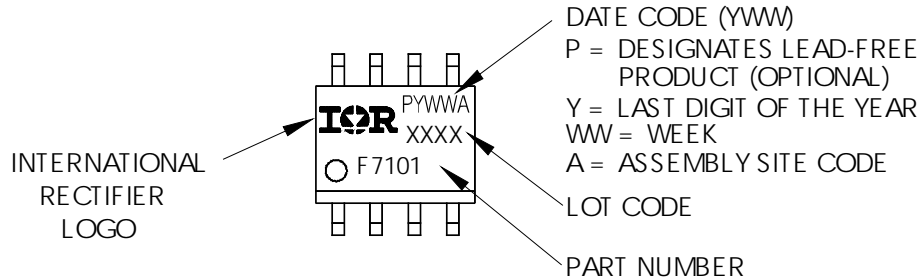 DATE CODE (YWW)
P = DESIGNATES LEAD-FREE
PRODUCT (OPTIONAL)
Y = LAST DIGIT OF THE YEAR
WW = WEEK
A = ASSEMBLY SITE CODE
LOT CODE
PART NUMBER
INTERNATIONAL
RECTIFIER
LOGO
IOR
PYWWA
XXXX
F7101